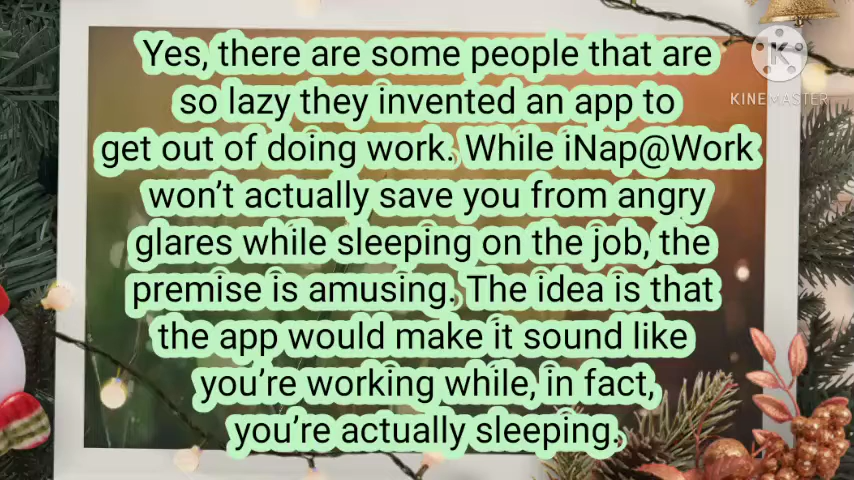 Yes, there are some people that are
so lazy they invented an app to
get out of doing work. While iNap@Work
won't actually save you from angry
glares while sleeping on the job, the
premise is amusing. The idea is that
the app would make it sound like
you're working while, in fact,
you're actually sleeping.
K
KINEMASTER